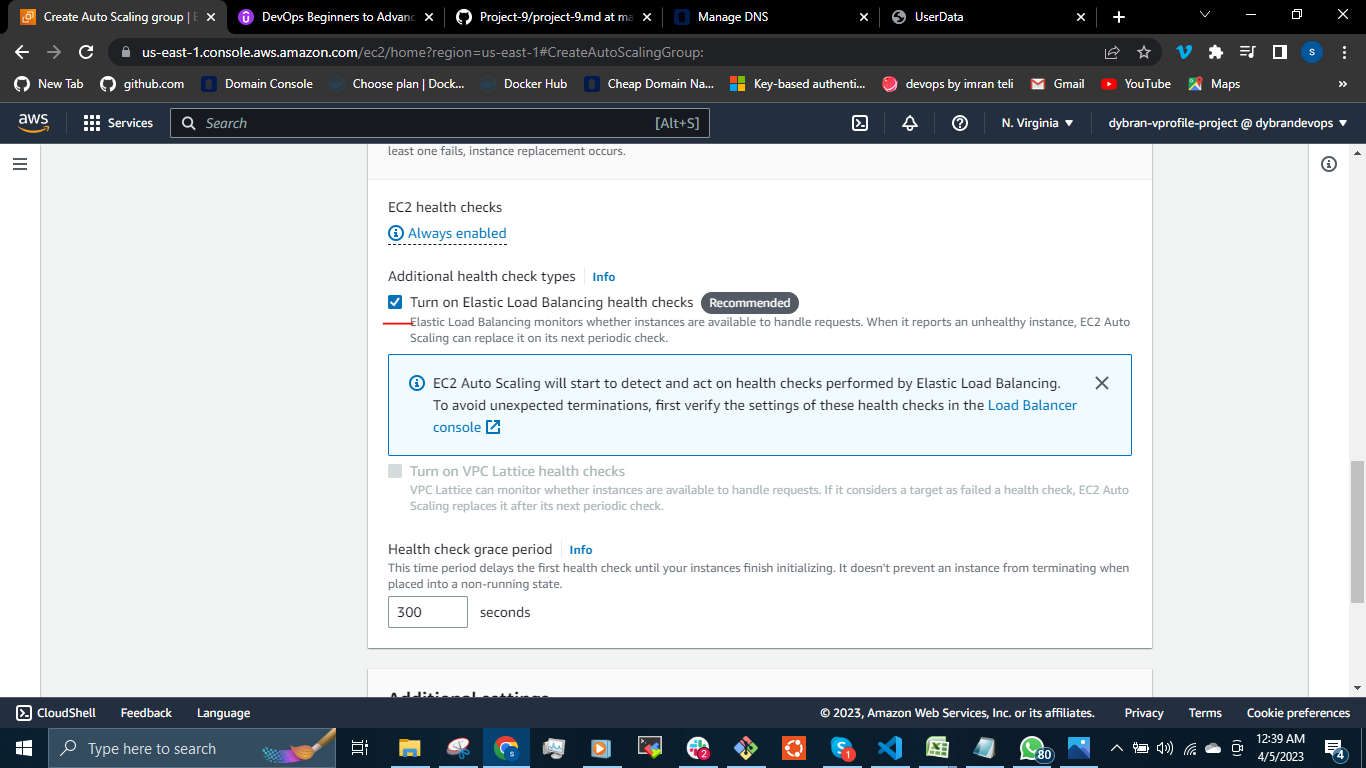 Create Auto Scaling group | E
DevOps Beginners to Advanc
Project-9/project-9.md at ma
Manage DNS
UserData
us-east-1.console.aws.amazon.com/ec2/home?region=us-east-1#CreateAutoScalingGroup:
S
New Tab
github.com
Domain Console
Choose plan | Dock...
Docker Hub
Cheap Domain Na...
Key-based authenti...
devops by imran teli
Gmail
YouTube
Maps
»
aws
Services
Search
[Alt+S]
N. Virginia
dybran-vprofile-project @ dybrandevops
least one fails, instance replacement occurs.
EC2 health checks
Always enabled
Additional health check types
Info
Turn on Elastic Load Balancing health checks
Recommended
Elastic Load Balancing monitors whether instances are available to handle requests. When it reports an unhealthy instance, EC2 Auto
Scaling can replace it on its next periodic check.
EC2 Auto Scaling will start to detect and act on health checks performed by Elastic Load Balancing.
To avoid unexpected terminations, first verify the settings of these health checks in the Load Balancer
console
Turn on VPC Lattice health checks
VPC Lattice can monitor whether instances are available to handle requests. If it considers a target as failed a health check, EC2 Auto
Scaling replaces it after its next periodic check.
Health check grace period
Info
This time period delays the first health check until your instances finish initializing. It doesn't prevent an instance from terminating when
placed into a non-running state.
300
seconds
Additional settings
CloudShell
Feedback
Language
© 2023, Amazon Web Services, Inc. or its affiliates.
Privacy
Terms
Cookie preferences
Type here to search
2
1
80
12:39 AM
4/5/2023
4